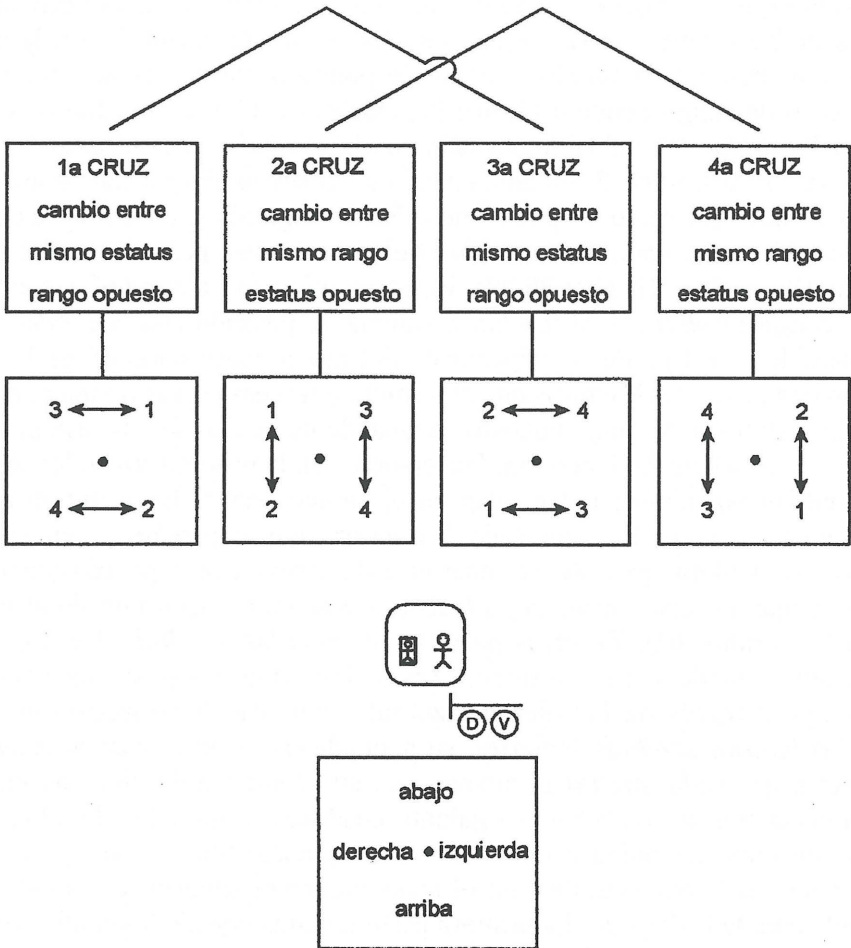 1a CRUZ
cambio entre
mismo estatus
rango opuesto
2a CRUZ
cambio entre
mismo rango
estatus opuesto
3a CRUZ
cambio entre
mismo estatus
rango opuesto
4a CRUZ
cambio entre
mismo rango
estatus opuesto
3 1
4 2
1 3
2 4
2 4
1 3
4 2
3 1
D V
abajo
derecha izquierda
arriba